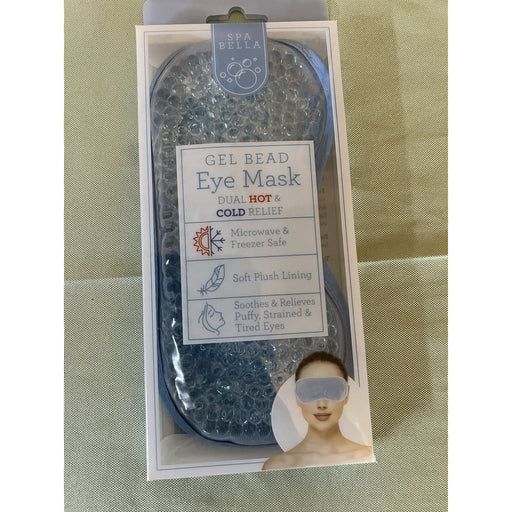 SPA
BELLA
GEL BEAD
Eye Mask
DUAL HOT &
COLD RELIEF
Microwave &
Freezer Safe
Soft Plush Lining
Soothes & Relieves
Puffy, Strained &
Tired Eyes